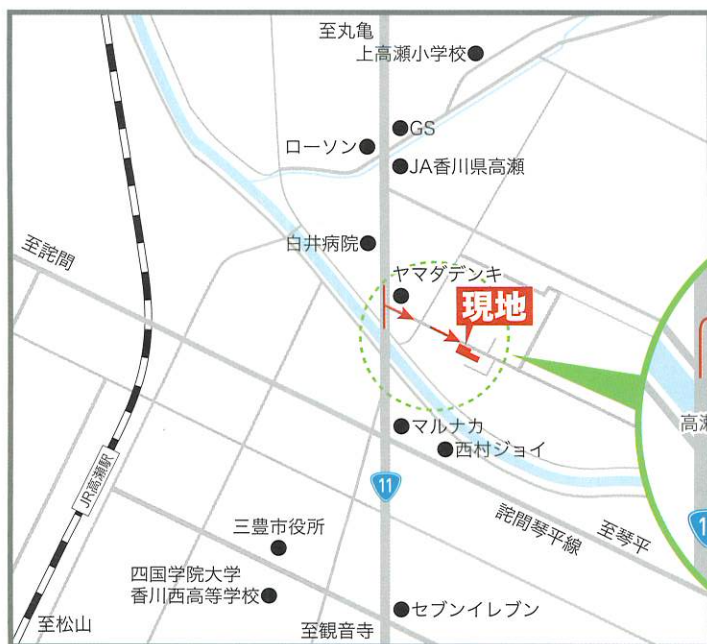 至丸亀
上高瀬小学校
GS
ローソン
JA香川県高瀬
白井病院
至詫間
ヤマダデンキ
現地
高瀬
マルナカ
西村ジョイ
JR高瀬駅
11
詫間琴平線
至琴平
三豊市役所
四国学院大学
香川西高等学校
セブンイレブン
至松山
至観音寺